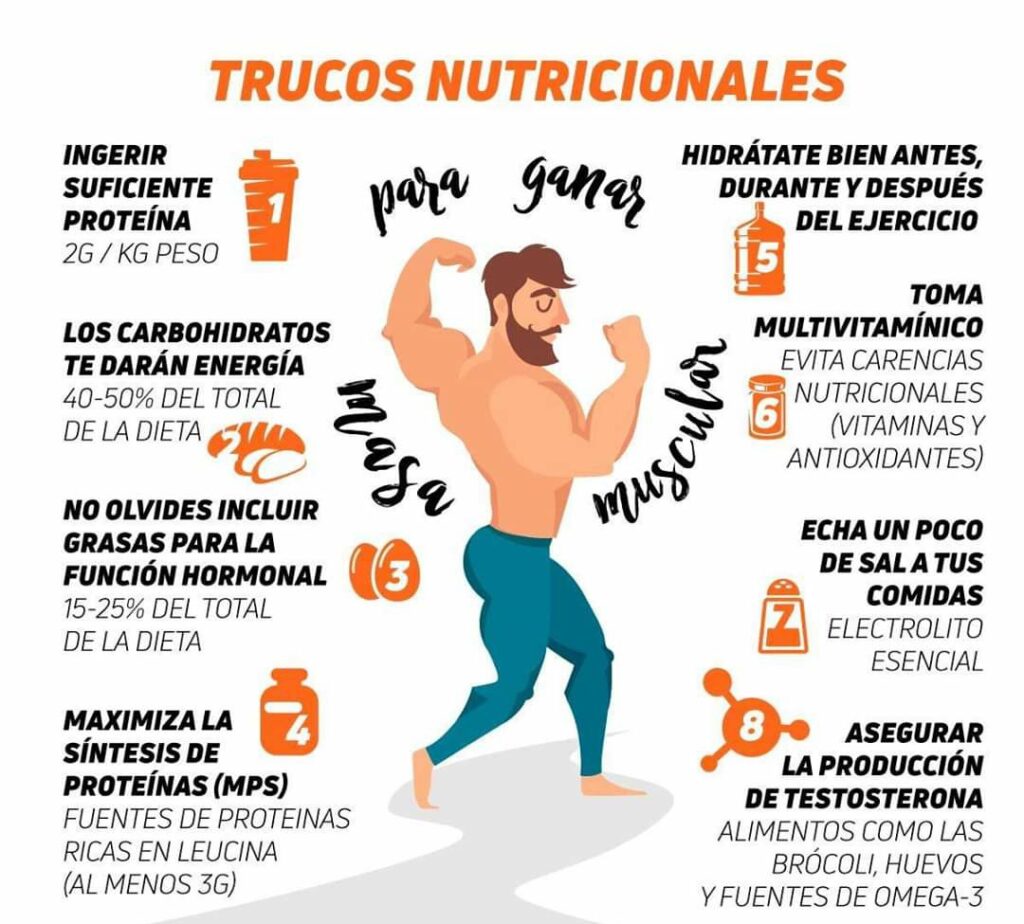 TRUCOS NUTRICIONALES
para ganar
masa muscular
INGERIR
SUFICIENTE
PROTEÍNA
2G / KG PESO
1
LOS CARBOHIDRATOS
TE DARÁN ENERGÍA
40-50% DEL TOTAL
DE LA DIETA
2
NO OLVIDES INCLUIR
GRASAS PARA LA
FUNCIÓN HORMONAL
15-25% DEL TOTAL
DE LA DIETA
3
MAXIMIZA LA
SÍNTESIS DE
PROTEÍNAS (MPS)
FUENTES DE PROTEINAS
RICAS EN LEUCINA
(AL MENOS 3G)
4
HIDRÁTATE BIEN ANTES,
DURANTE Y DESPUÉS
DEL EJERCICIO
5
TOMA
MULTIVITAMÍNICO
EVITA CARENCIAS
NUTRICIONALES
(VITAMINAS Y
ANTIOXIDANTES)
6
ECHA UN POCO
DE SAL A TUS
COMIDAS
ELECTROLITO
ESENCIAL
7
ASEGURAR
LA PRODUCCIÓN
DE TESTOSTERONA
ALIMENTOS COMO LAS
BRÓCOLI, HUEVOS
Y FUENTES DE OMEGA-3
8